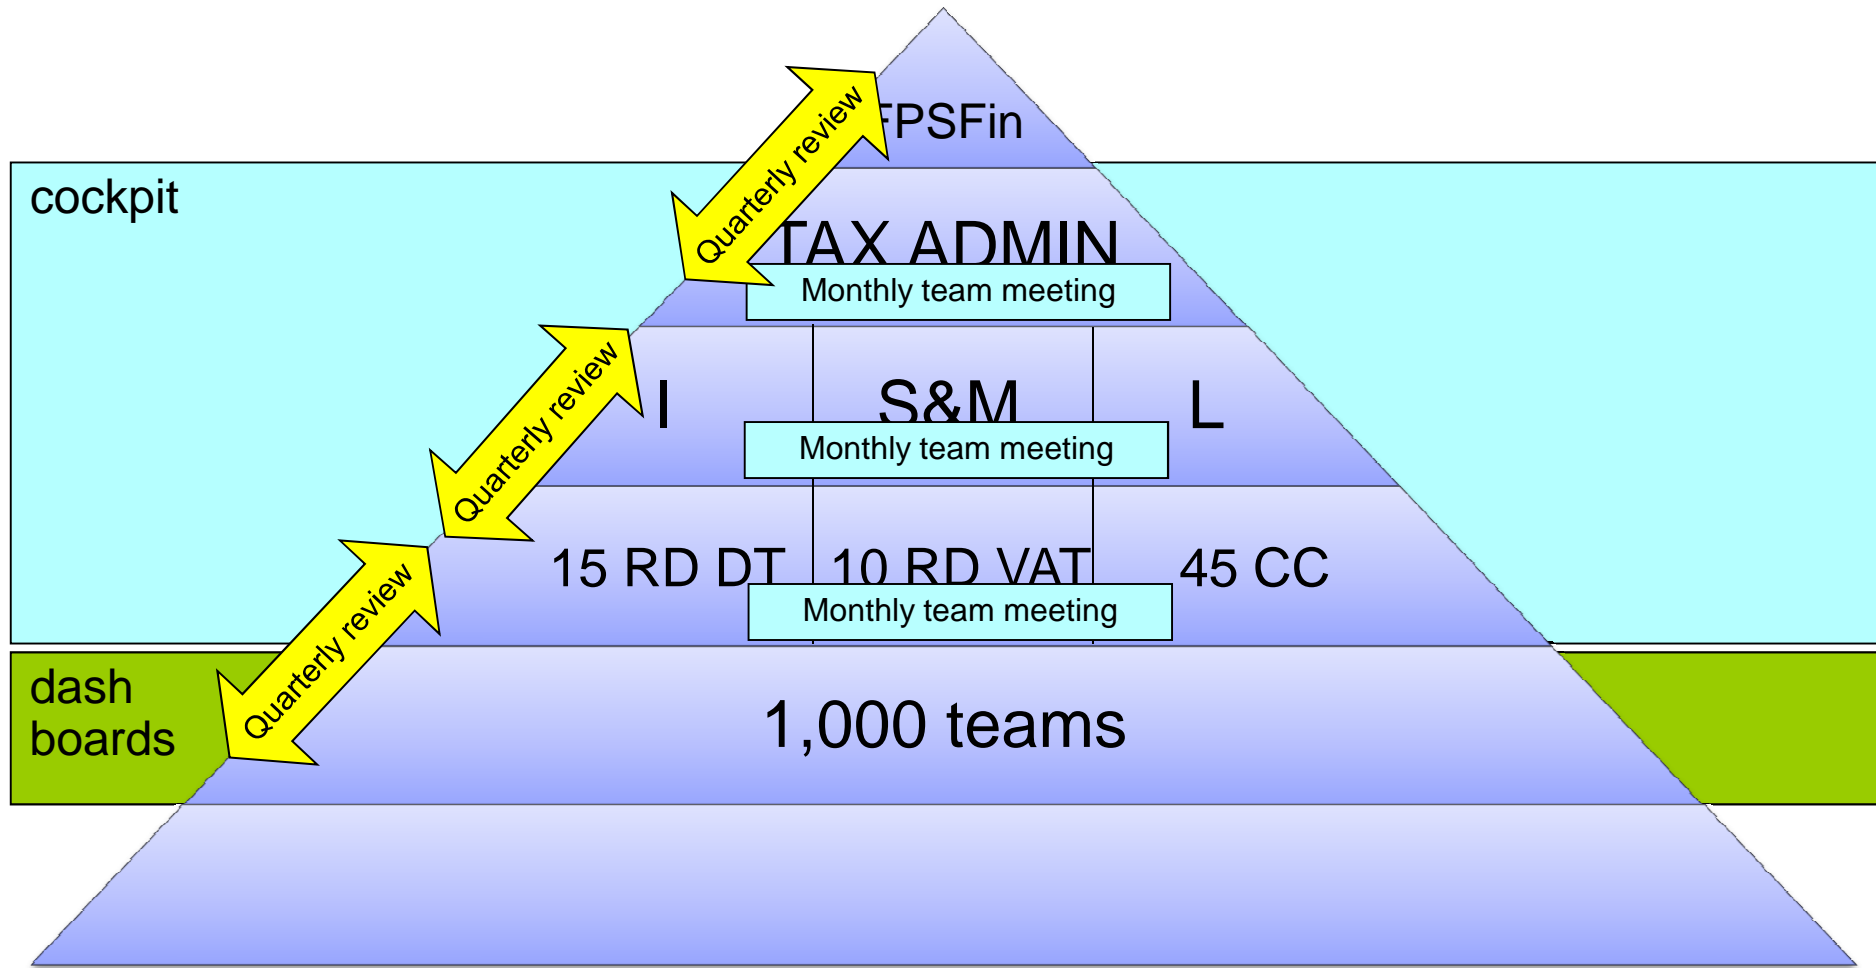 FPSFin
Quarterly review
cockpit
TAX ADMIN
Monthly team meeting
Quarterly review
I
S&M
L
Monthly team meeting
15 RD DT
10 RD VAT
45 CC
Monthly team meeting
Quarterly review
dash
boards
1,000 teams